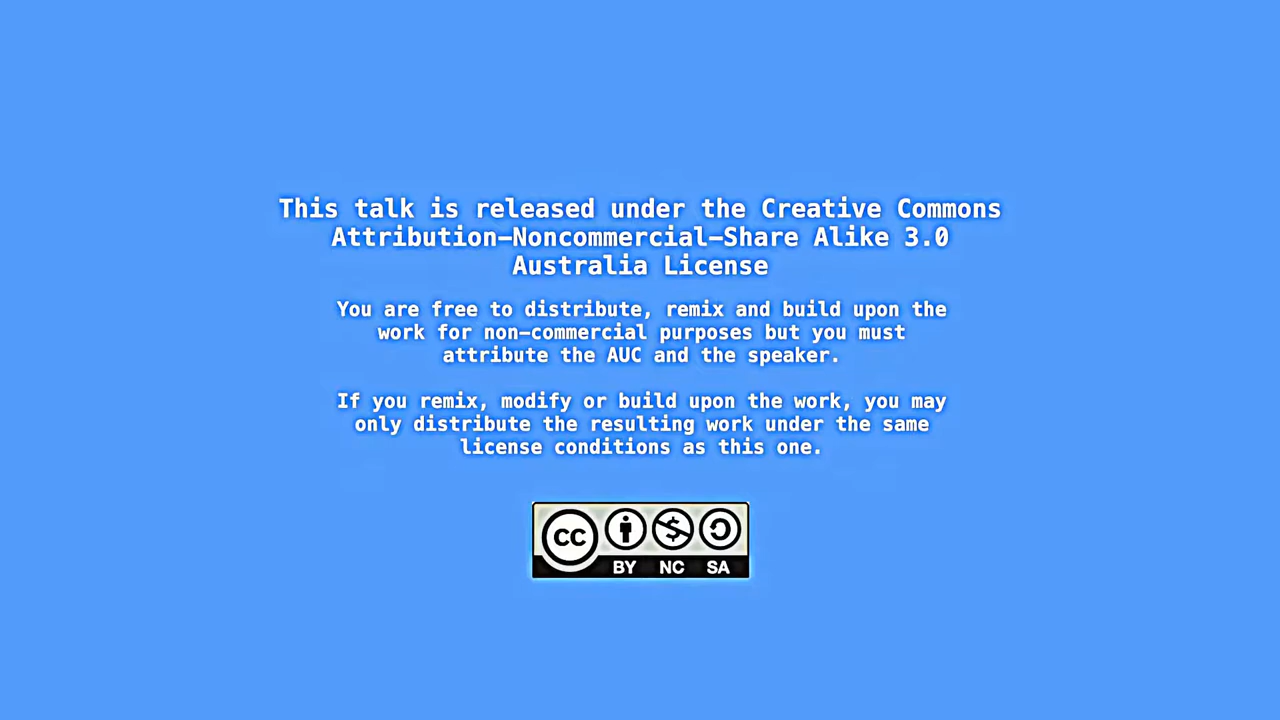 This talk is released under the Creative Commons
Attribution–Noncommercial–Share Alike 3.0
Australia License
You are free to distribute, remix and build upon the
work for non–commercial purposes but you must
attribute the AUC and the speaker.
If you remix, modify or build upon the work, you may
only distribute the resulting work under the same
license conditions as this one.
CC
BY NC SA